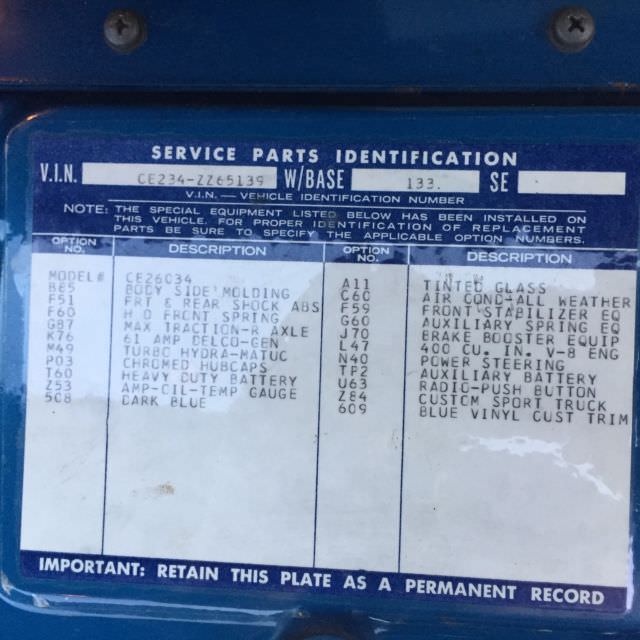 SERVICE PARTS IDENTIFICATION
V.I.N. CE234-ZZ65139 W/BASE 133. SE
V.I.N. — VEHICLE IDENTIFICATION NUMBER
NOTE: THE SPECIAL EQUIPMENT LISTED BELOW HAS BEEN INSTALLED ON
THIS VEHICLE. FOR PROPER IDENTIFICATION OF REPLACEMENT
PARTS BE SURE TO SPECIFY THE APPLICABLE OPTION NUMBERS.
OPTION NO. DESCRIPTION OPTION NO. DESCRIPTION
MODEL# CE26034
BE5 BODY SIDE MOLDING A11 TINTED GLASS
F51 FRT & REAR SHOCK ABS C60 AIR COND-ALL WEATHER
F60 H D FRONT SPRING F59 FRONT STABILIZER EQ
G87 MAX TRACTION-R AXLE G60 AUXILIARY SPRING EQ
K76 61 AMP DELCO-GEN J70 BRAKE BOOSTER EQUIP
M49 TURBO HYDRA-MATUC L47 400 CU. IN. V-8 ENG
P03 CHROMED HUBCAPS N40 POWER STEERING
T60 HEAVY DUTY BATTERY TP2 AUXILIARY BATTERY
Z53 AMP-OIL-TEMP GAUGE U63 RADIO-PUSH BUTTON
508 DARK BLUE Z84 CUSTOM SPORT TRUCK
609 BLUE VINYL CUST TRIM
IMPORTANT: RETAIN THIS PLATE AS A PERMANENT RECORD